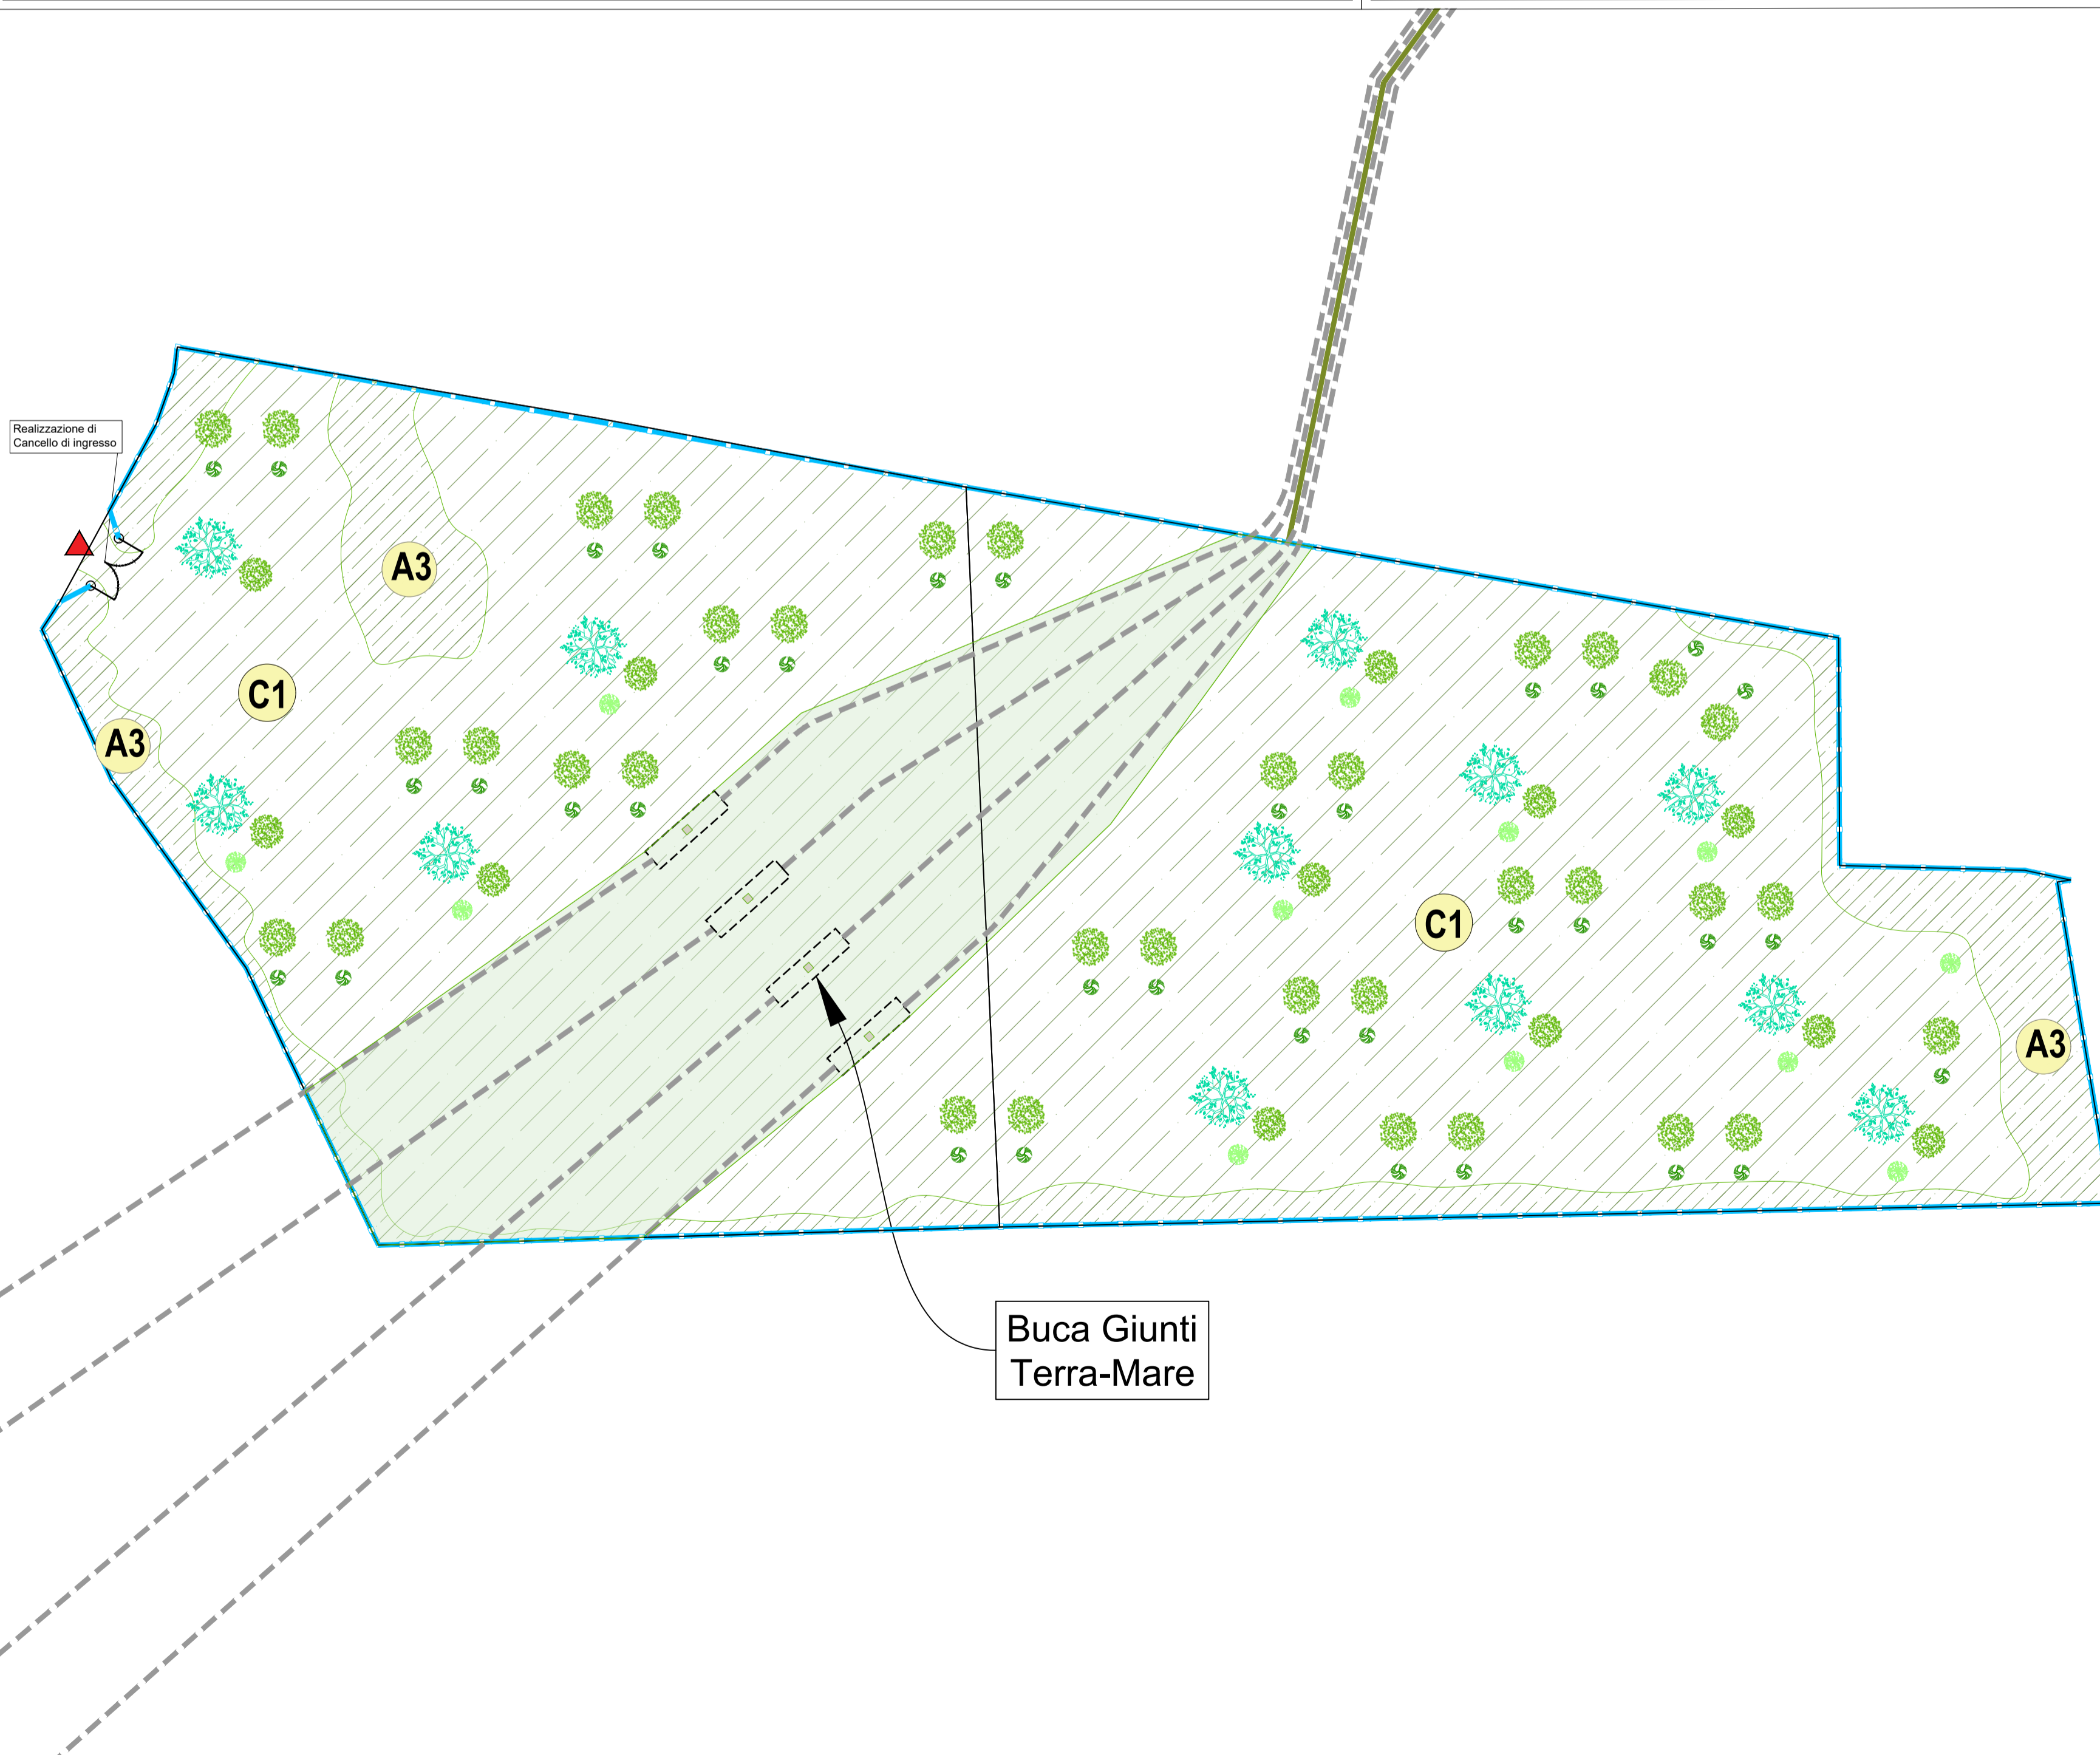 Realizzazione di
Cancello di ingresso
A3
C1
A3
C1
A3
Buca Giunti
Terra-Mare